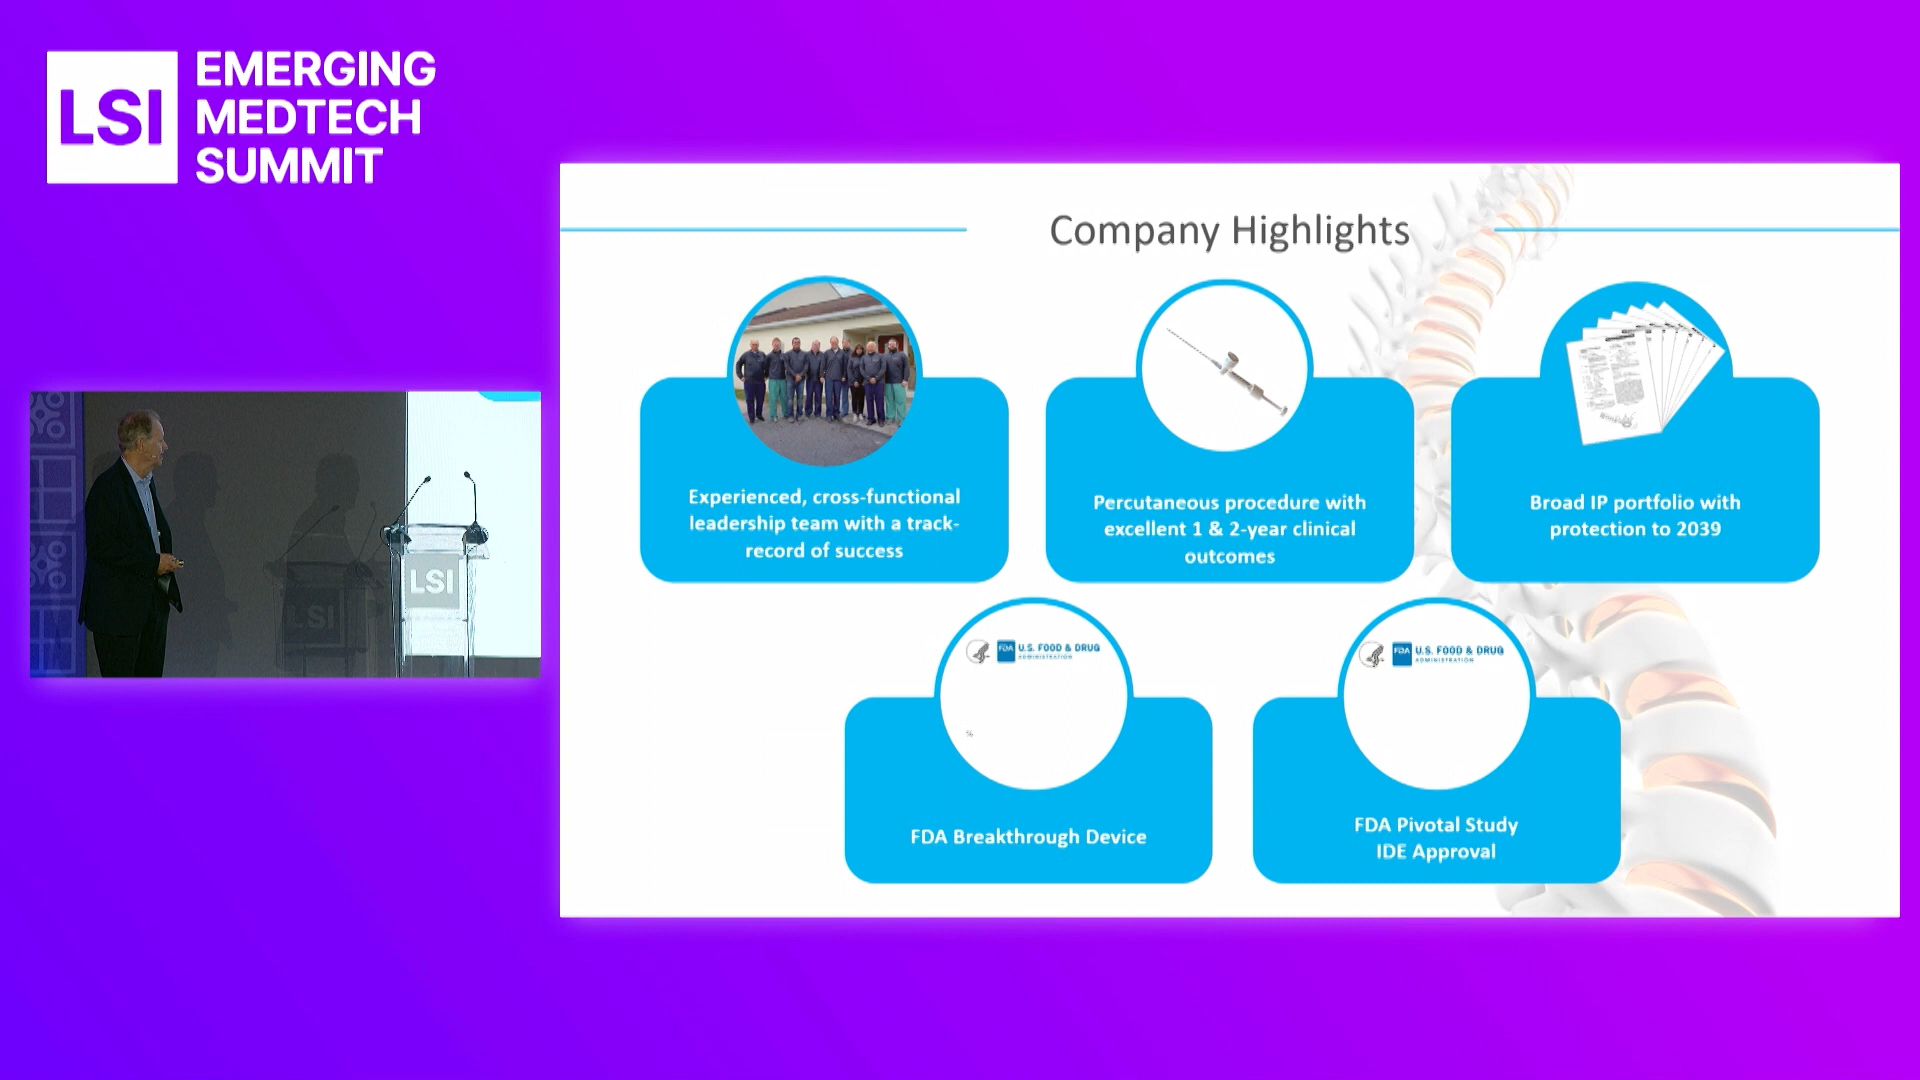 LSI
EMERGING
MEDTECH
SUMMIT
Company Highlights
Experienced, cross-functional
leadership team with a track-
record of success
Percutaneous procedure with
excellent 1 & 2-year clinical
outcomes
Broad IP portfolio with
protection to 2039
LSI
LSI
FDA U.S. FOOD & DRUG
ADMINISTRATION
FDA Breakthrough Device
FDA U.S. FOOD & DRUG
ADMINISTRATION
FDA Pivotal Study
IDE Approval